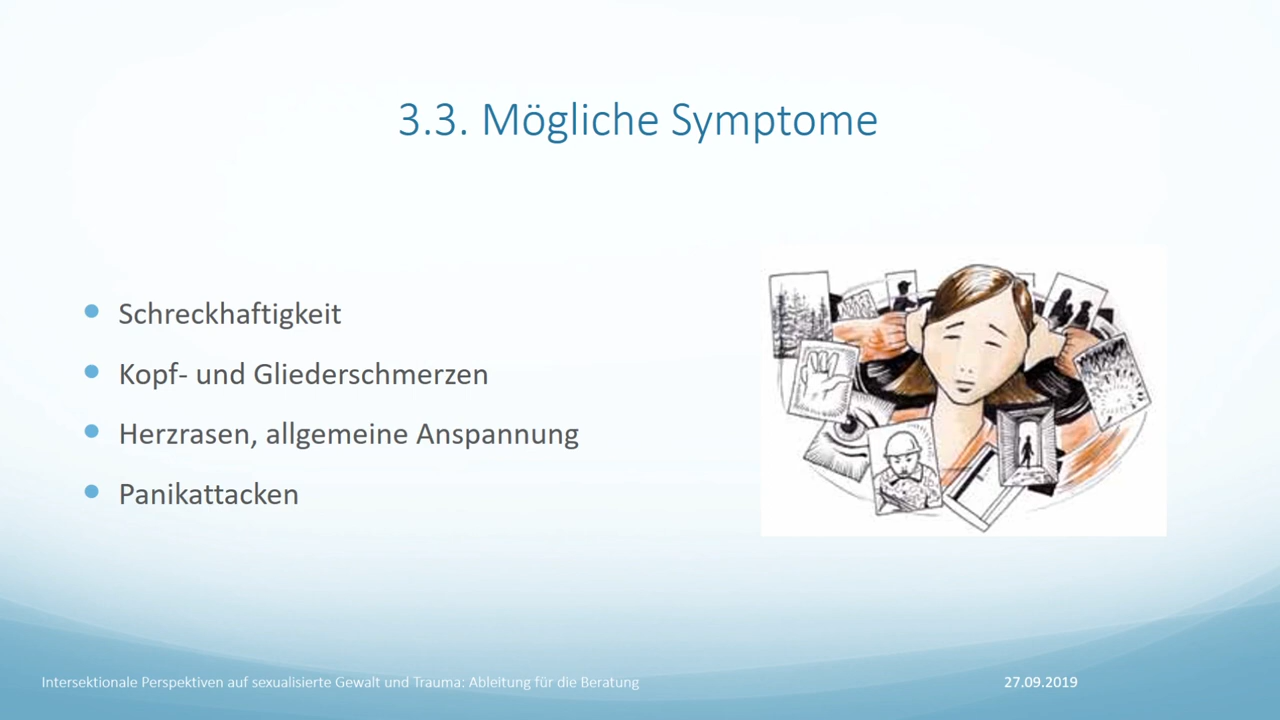 3.3. Mögliche Symptome
Schreckhaftigkeit
Kopf- und Gliederschmerzen
Herzrasen, allgemeine Anspannung
Panikattacken
Intersektionale Perspektiven auf sexualisierte Gewalt und Trauma: Ableitung für die Beratung
27.09.2019